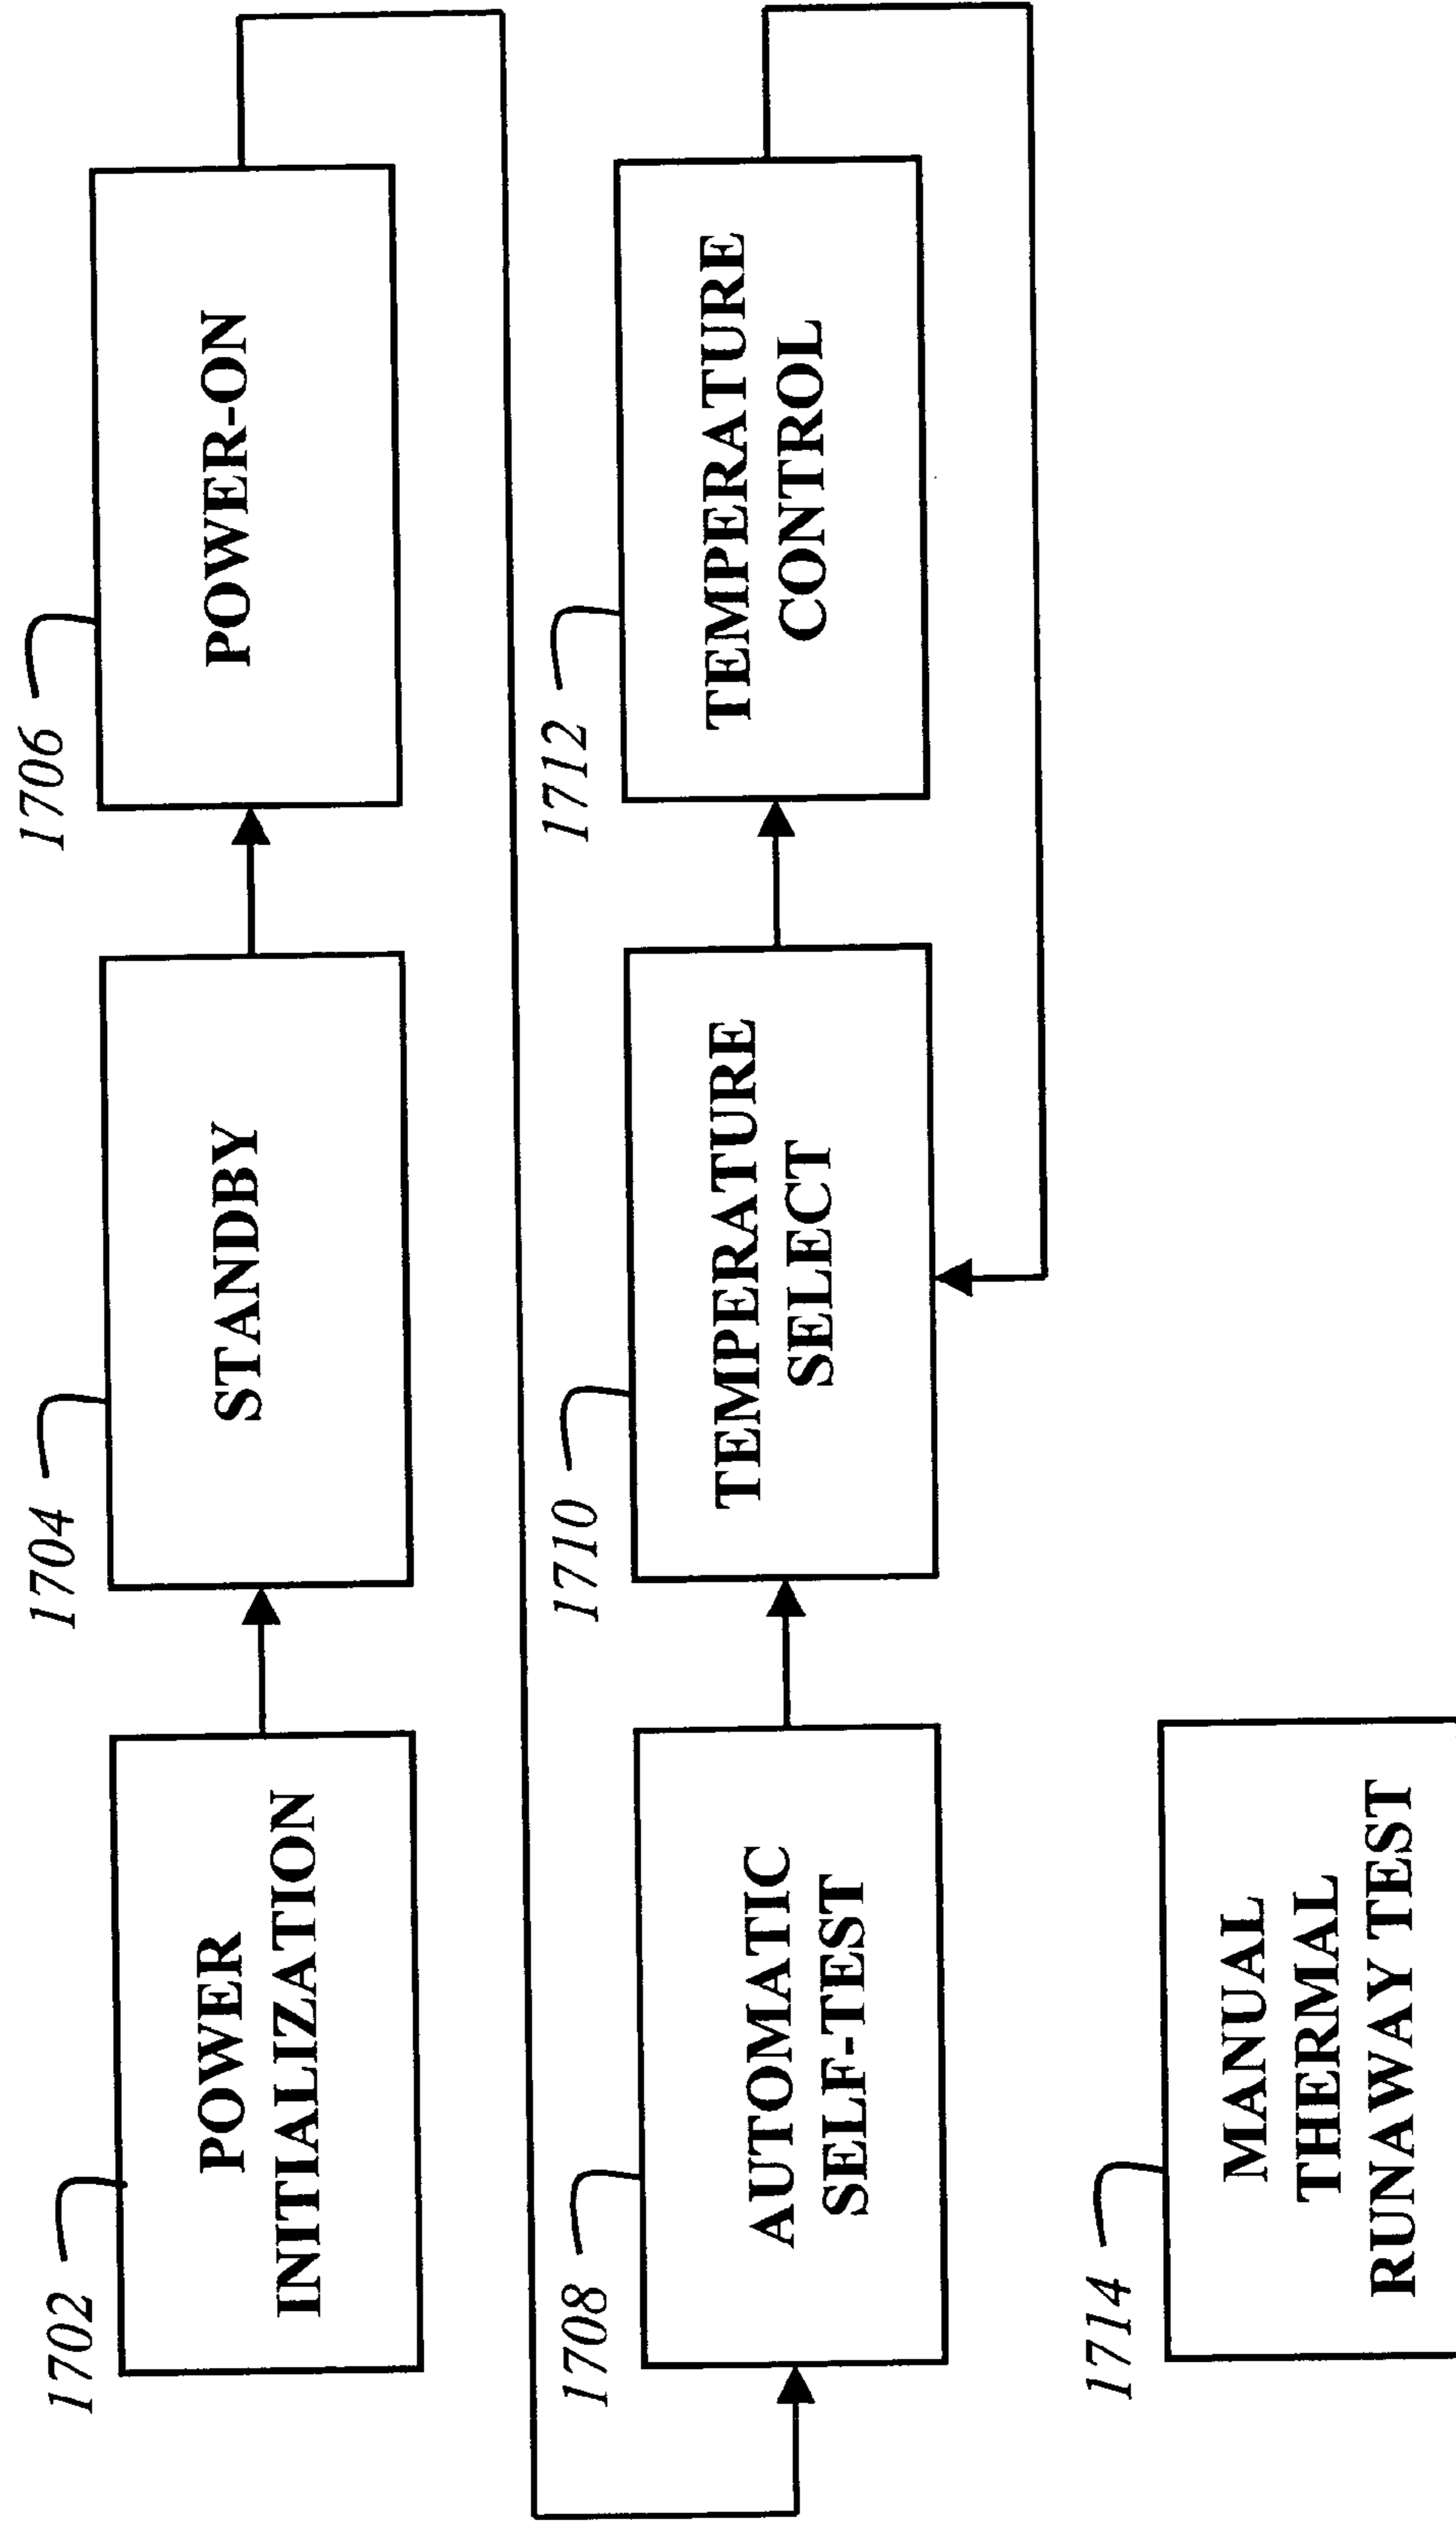 1702
POWER
INITIALIZATION
1704
STANDBY
1706
POWER-ON
1708
AUTOMATIC
SELF-TEST
1710
TEMPERATURE
SELECT
1712
TEMPERATURE
CONTROL
1714
MANUAL
THERMAL
RUNAWAY TEST